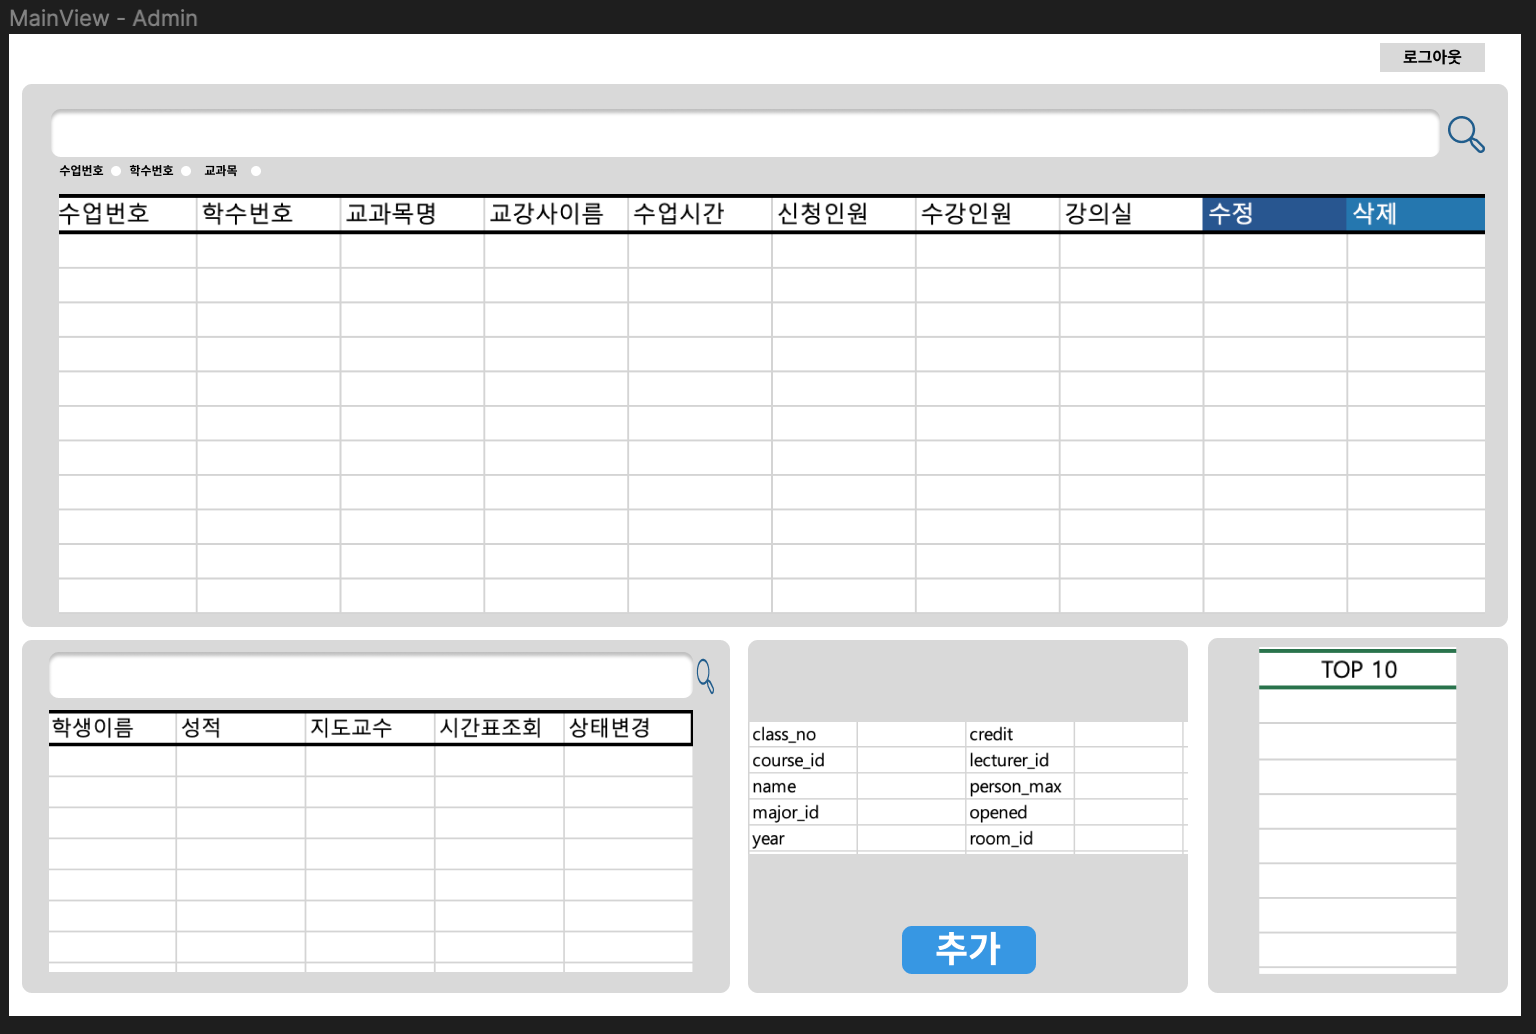 MainView - Admin
로그아웃
수업번호 학수번호 교과목
수업번호 학수번호 교과목명 교강사이름 수업시간 신청인원 수강인원 강의실 수정 삭제
학생이름 성적 지도교수 시간표조회 상태변경
class_no credit
course_id lecturer_id
name person_max
major_id opened
year room_id
추가
TOP 10